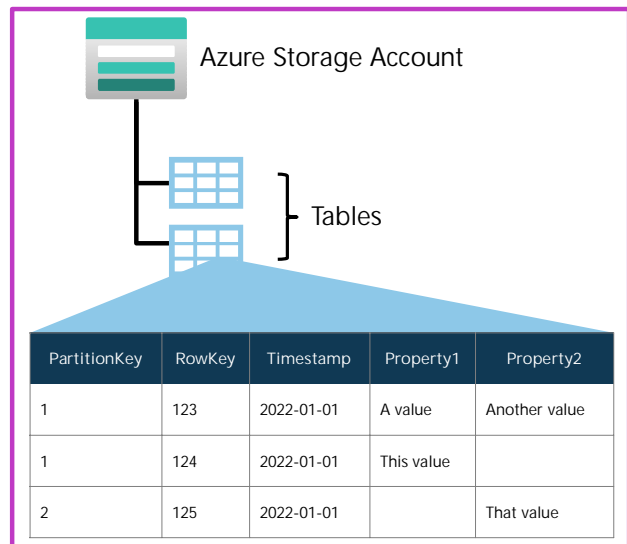 Azure Storage Account
Tables
PartitionKey RowKey Timestamp Property1 Property2
1 123 2022-01-01 A value Another value
1 124 2022-01-01 This value
2 125 2022-01-01 That value